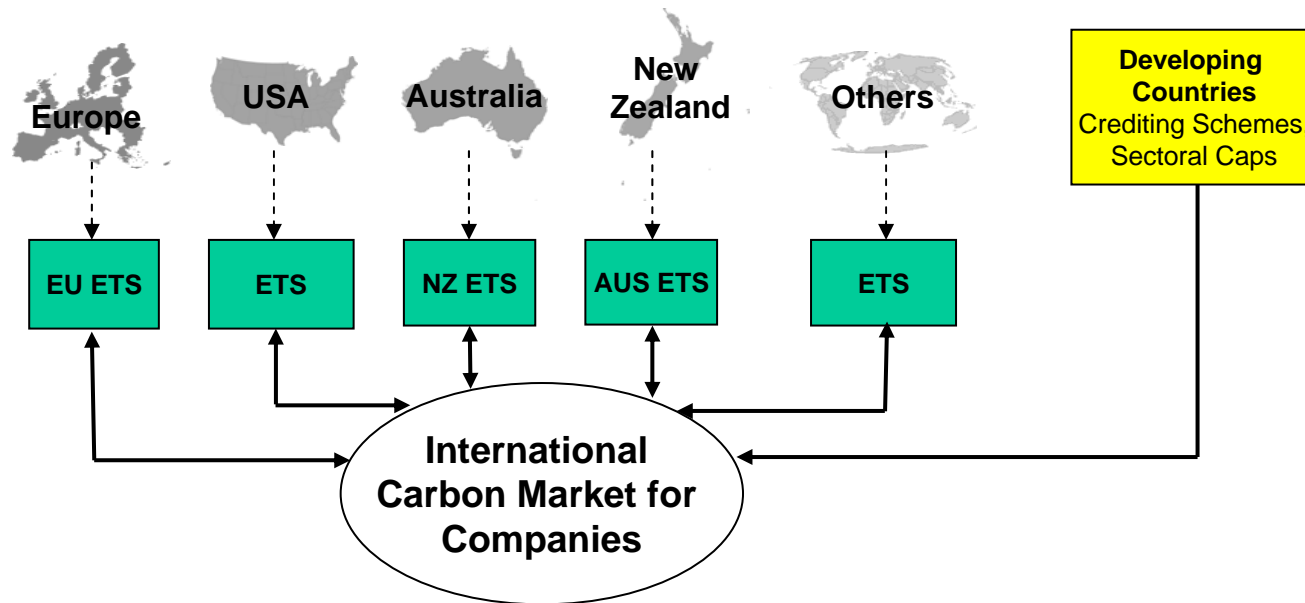 Europe
USA
Australia
New
Zealand
Others
Developing
Countries
Crediting Schemes
Sectoral Caps
EU ETS
ETS
NZ ETS
AUS ETS
ETS
International
Carbon Market for
Companies